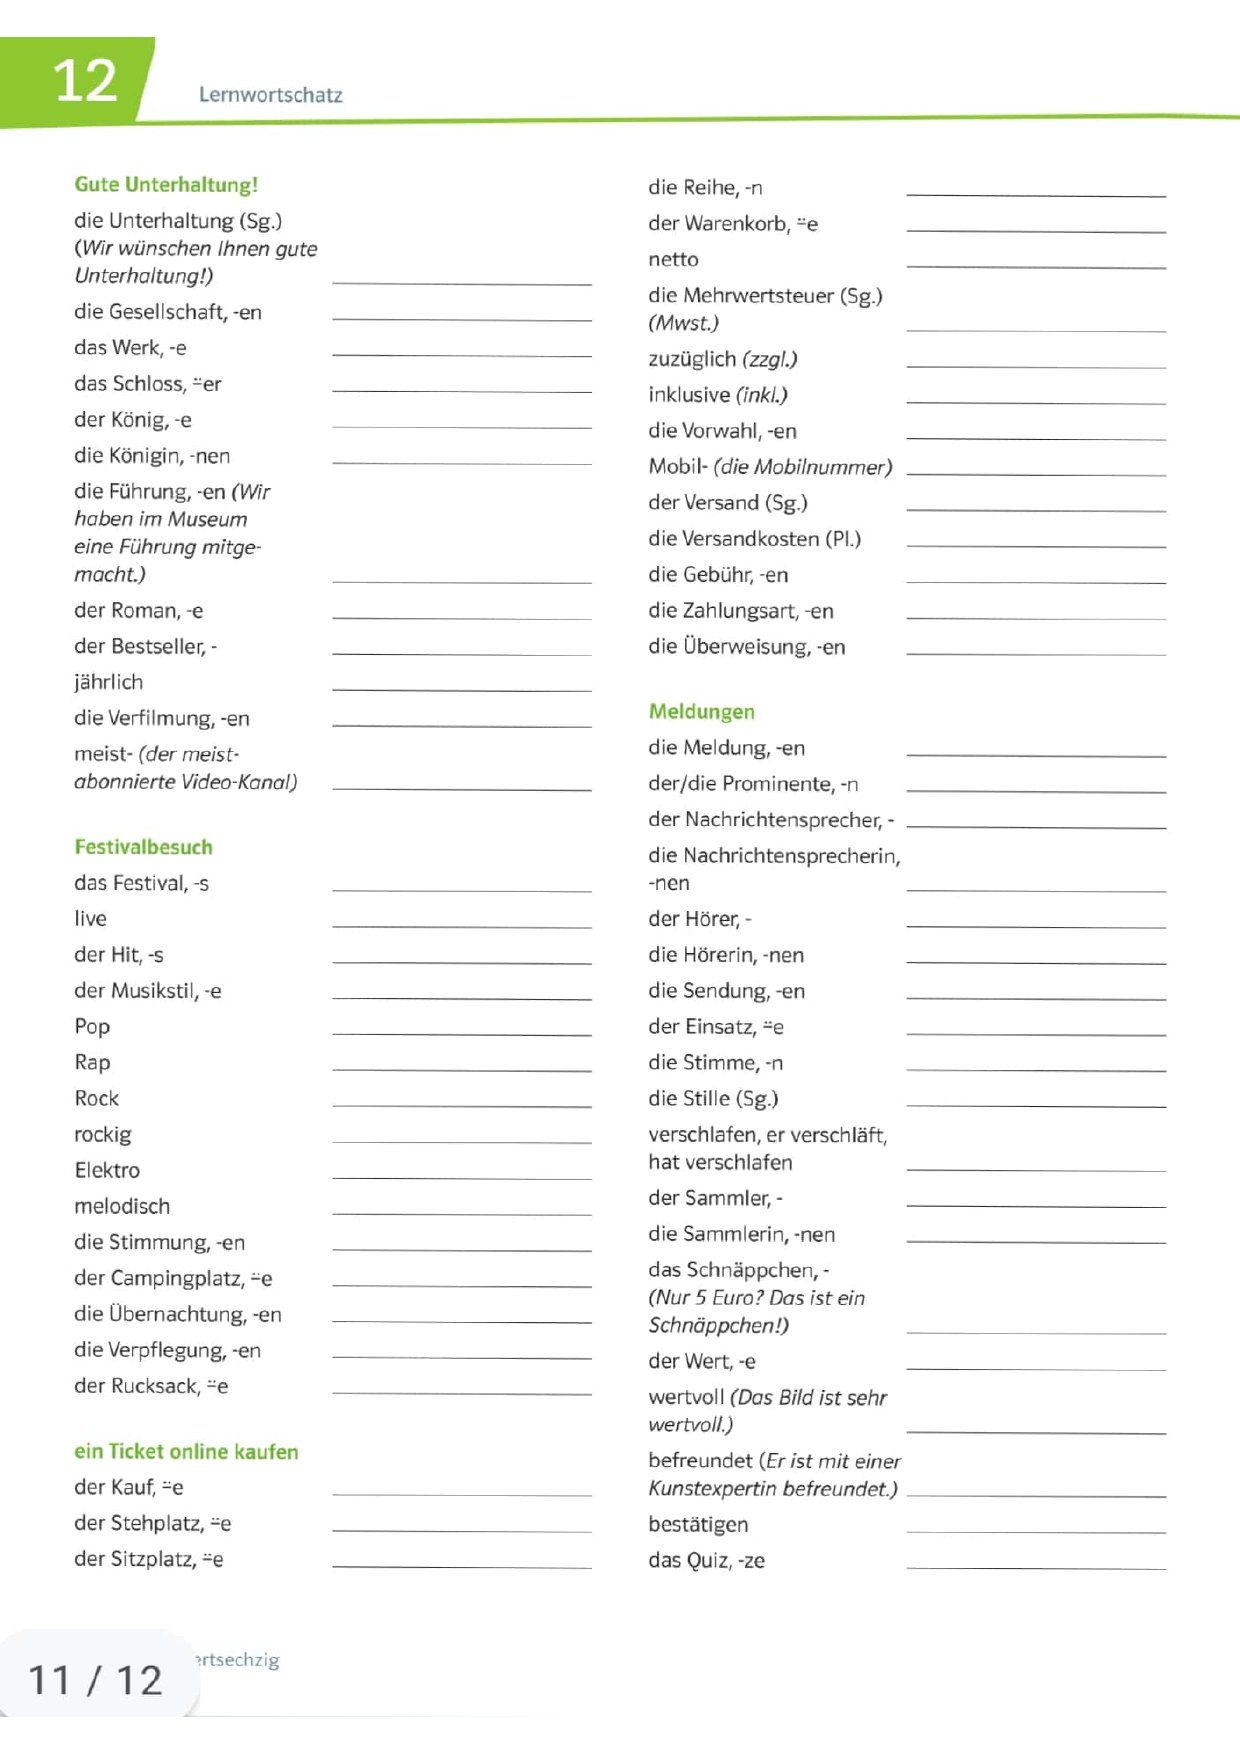 12
Lernwortschatz
Gute Unterhaltung!
die Unterhaltung (Sg.)
(Wir wünschen Ihnen gute
Unterhaltung!)
die Gesellschaft, -en
das Werk, -e
das Schloss, ¨-er
der König, -e
die Königin, -nen
die Führung, -en (Wir
haben im Museum
eine Führung mitge-
macht.)
der Roman, -e
der Bestseller, -
jährlich
die Verfilmung, -en
meist- (der meist-
abonnierte Video-Kanal)
Festivalbesuch
das Festival, -s
live
der Hit, -s
der Musikstil, -e
Pop
Rap
Rock
rockig
Elektro
melodisch
die Stimmung, -en
der Campingplatz, ¨-e
die Übernachtung, -en
die Verpflegung, -en
der Rucksack, ¨-e
ein Ticket online kaufen
der Kauf, ¨-e
der Stehplatz, ¨-e
der Sitzplatz, ¨-e
die Reihe, -n
der Warenkorb, ¨-e
netto
die Mehrwertsteuer (Sg.)
(Mwst.)
zuzüglich (zzgl.)
inklusive (inkl.)
die Vorwahl, -en
Mobil- (die Mobilnummer)
der Versand (Sg.)
die Versandkosten (Pl.)
die Gebühr, -en
die Zahlungsart, -en
die Überweisung, -en
Meldungen
die Meldung, -en
der/die Prominente, -n
der Nachrichtensprecher, -
die Nachrichtensprecherin,
-nen
der Hörer, -
die Hörerin, -nen
die Sendung, -en
der Einsatz, ¨-e
die Stimme, -n
die Stille (Sg.)
verschlafen, er verschläft,
hat verschlafen
der Sammler, -
die Sammlerin, -nen
das Schnäppchen, -
(Nur 5 Euro? Das ist ein
Schnäppchen!)
der Wert, -e
wertvoll (Das Bild ist sehr
wertvoll.)
befreundet (Er ist mit einer
Kunstexpertin befreundet.)
bestätigen
das Quiz, -ze
ertsechzig
11 / 12